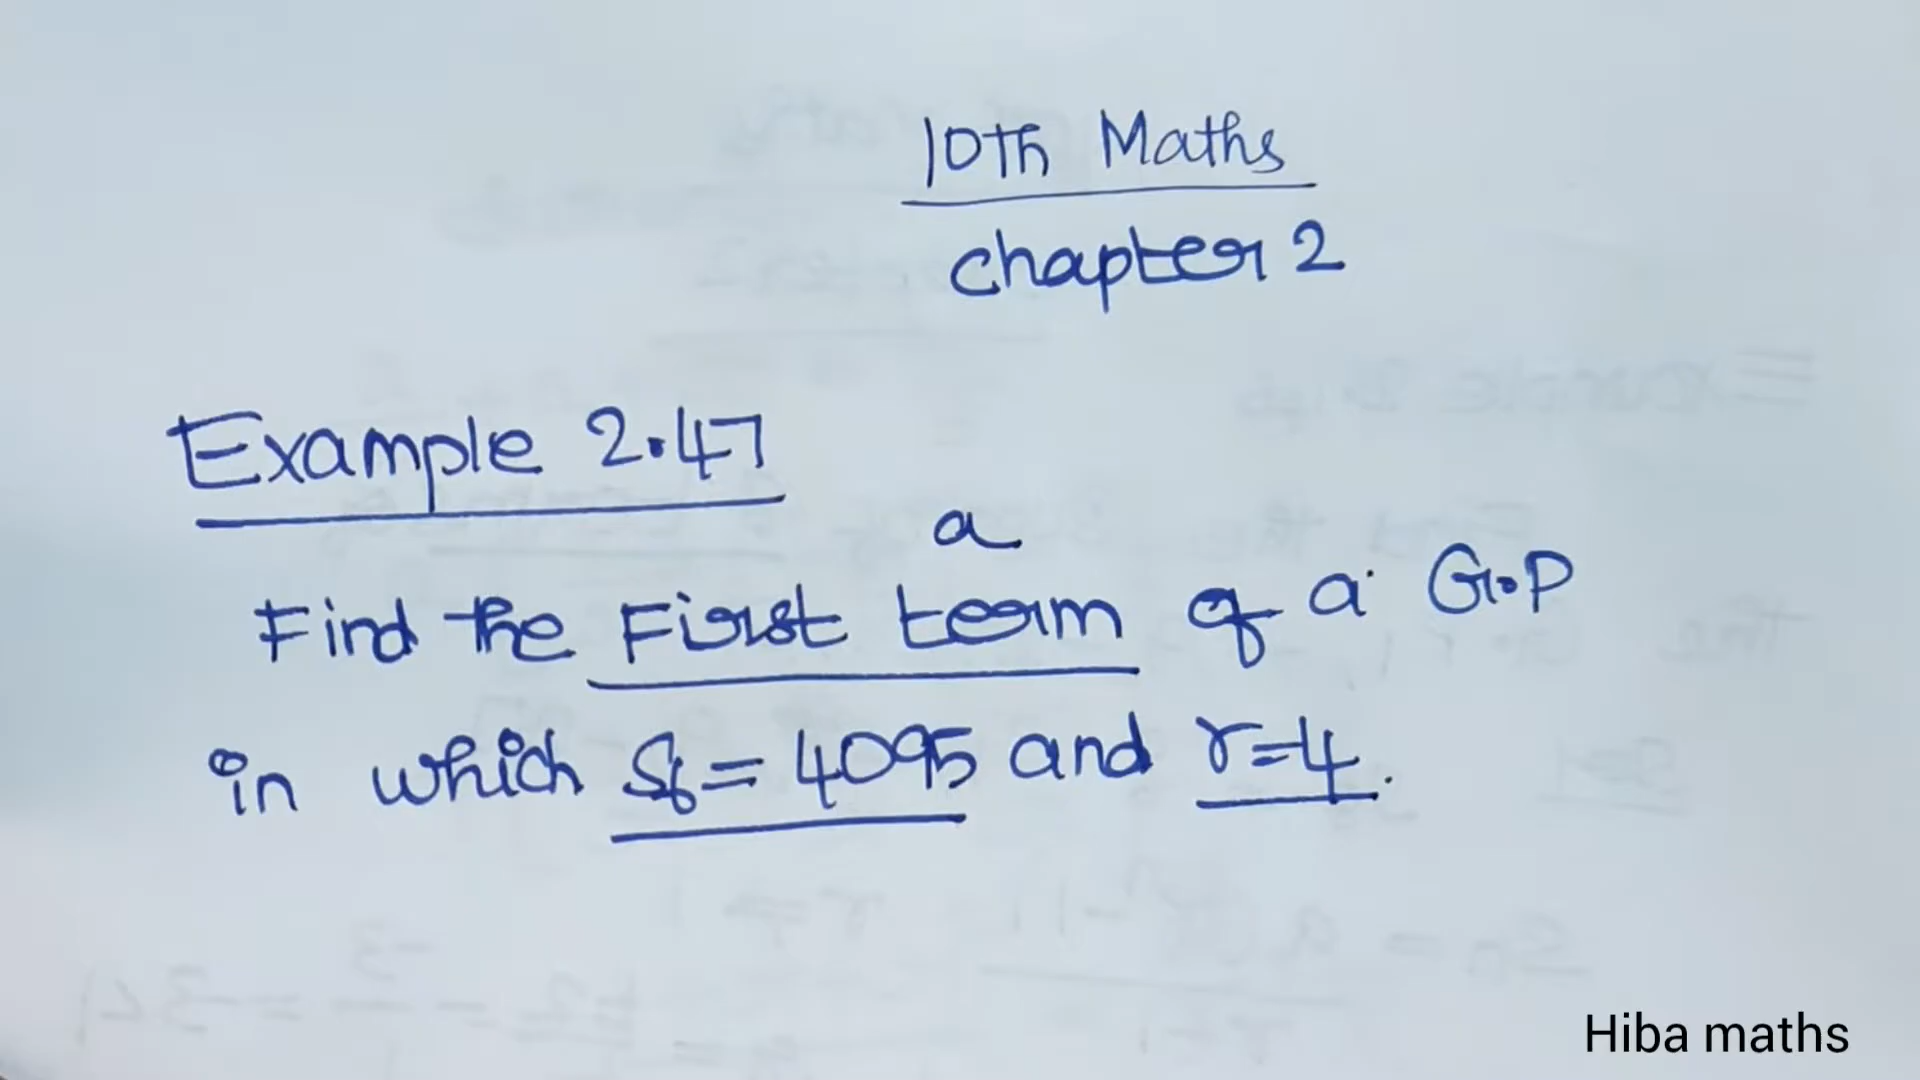 10Th Maths
chapter 2
Example 2.47
a
Find the First term of a G.P
in which S6 = 4095 and r=4.
Hiba maths